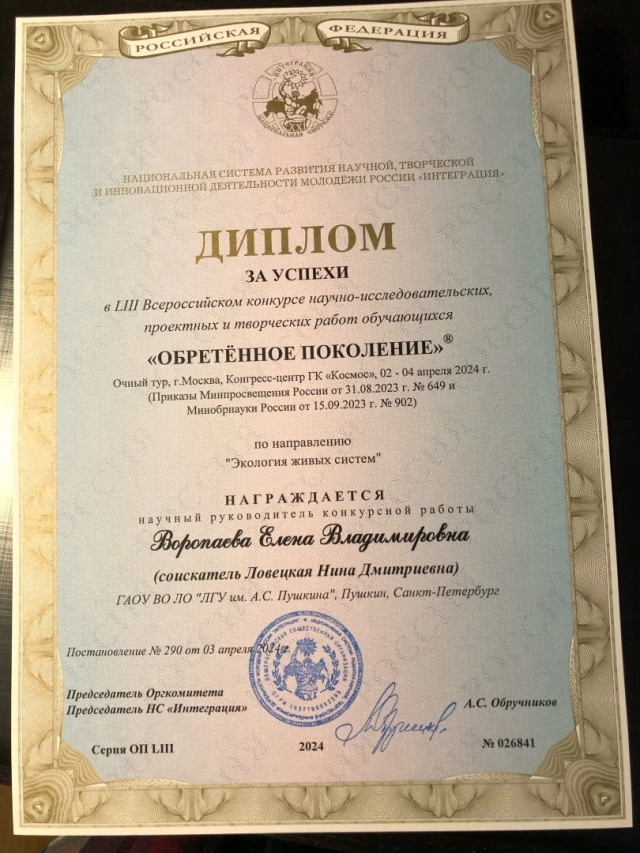 РОССИЙСКАЯ ФЕДЕРАЦИЯ
ИНТЕГРАЦИЯ
XXI
НАЦИОНАЛЬНАЯ СИСТЕМА
НАЦИОНАЛЬНАЯ СИСТЕМА РАЗВИТИЯ НАУЧНОЙ, ТВОРЧЕСКОЙ
И ИННОВАЦИОННОЙ ДЕЯТЕЛЬНОСТИ МОЛОДЁЖИ РОССИИ «ИНТЕГРАЦИЯ»
ДИПЛОМ
ЗА УСПЕХИ
в LIII Всероссийском конкурсе научно-исследовательских,
проектных и творческих работ обучающихся
«ОБРЕТЁННОЕ ПОКОЛЕНИЕ»®
Очный тур, г.Москва, Конгресс-центр ГК «Космос», 02 - 04 апреля 2024 г.
(Приказы Минпросвещения России от 31.08.2023 г. № 649 и
Минобрнауки России от 15.09.2023 г. № 902)
по направлению
"Экология живых систем"
НАГРАЖДАЕТСЯ
научный руководитель конкурсной работы
Воропаева Елена Владимировна
(соискатель Ловецкая Нина Дмитриевна)
ГАОУ ВО ЛО "ЛГУ им. А.С. Пушкина", Пушкин, Санкт-Петербург
Постановление № 290 от 03 апреля 2024 г.
Председатель Оргкомитета
Председатель НС «Интеграция»
А.С. Обручников
Серия ОП LIII
2024
№ 026841